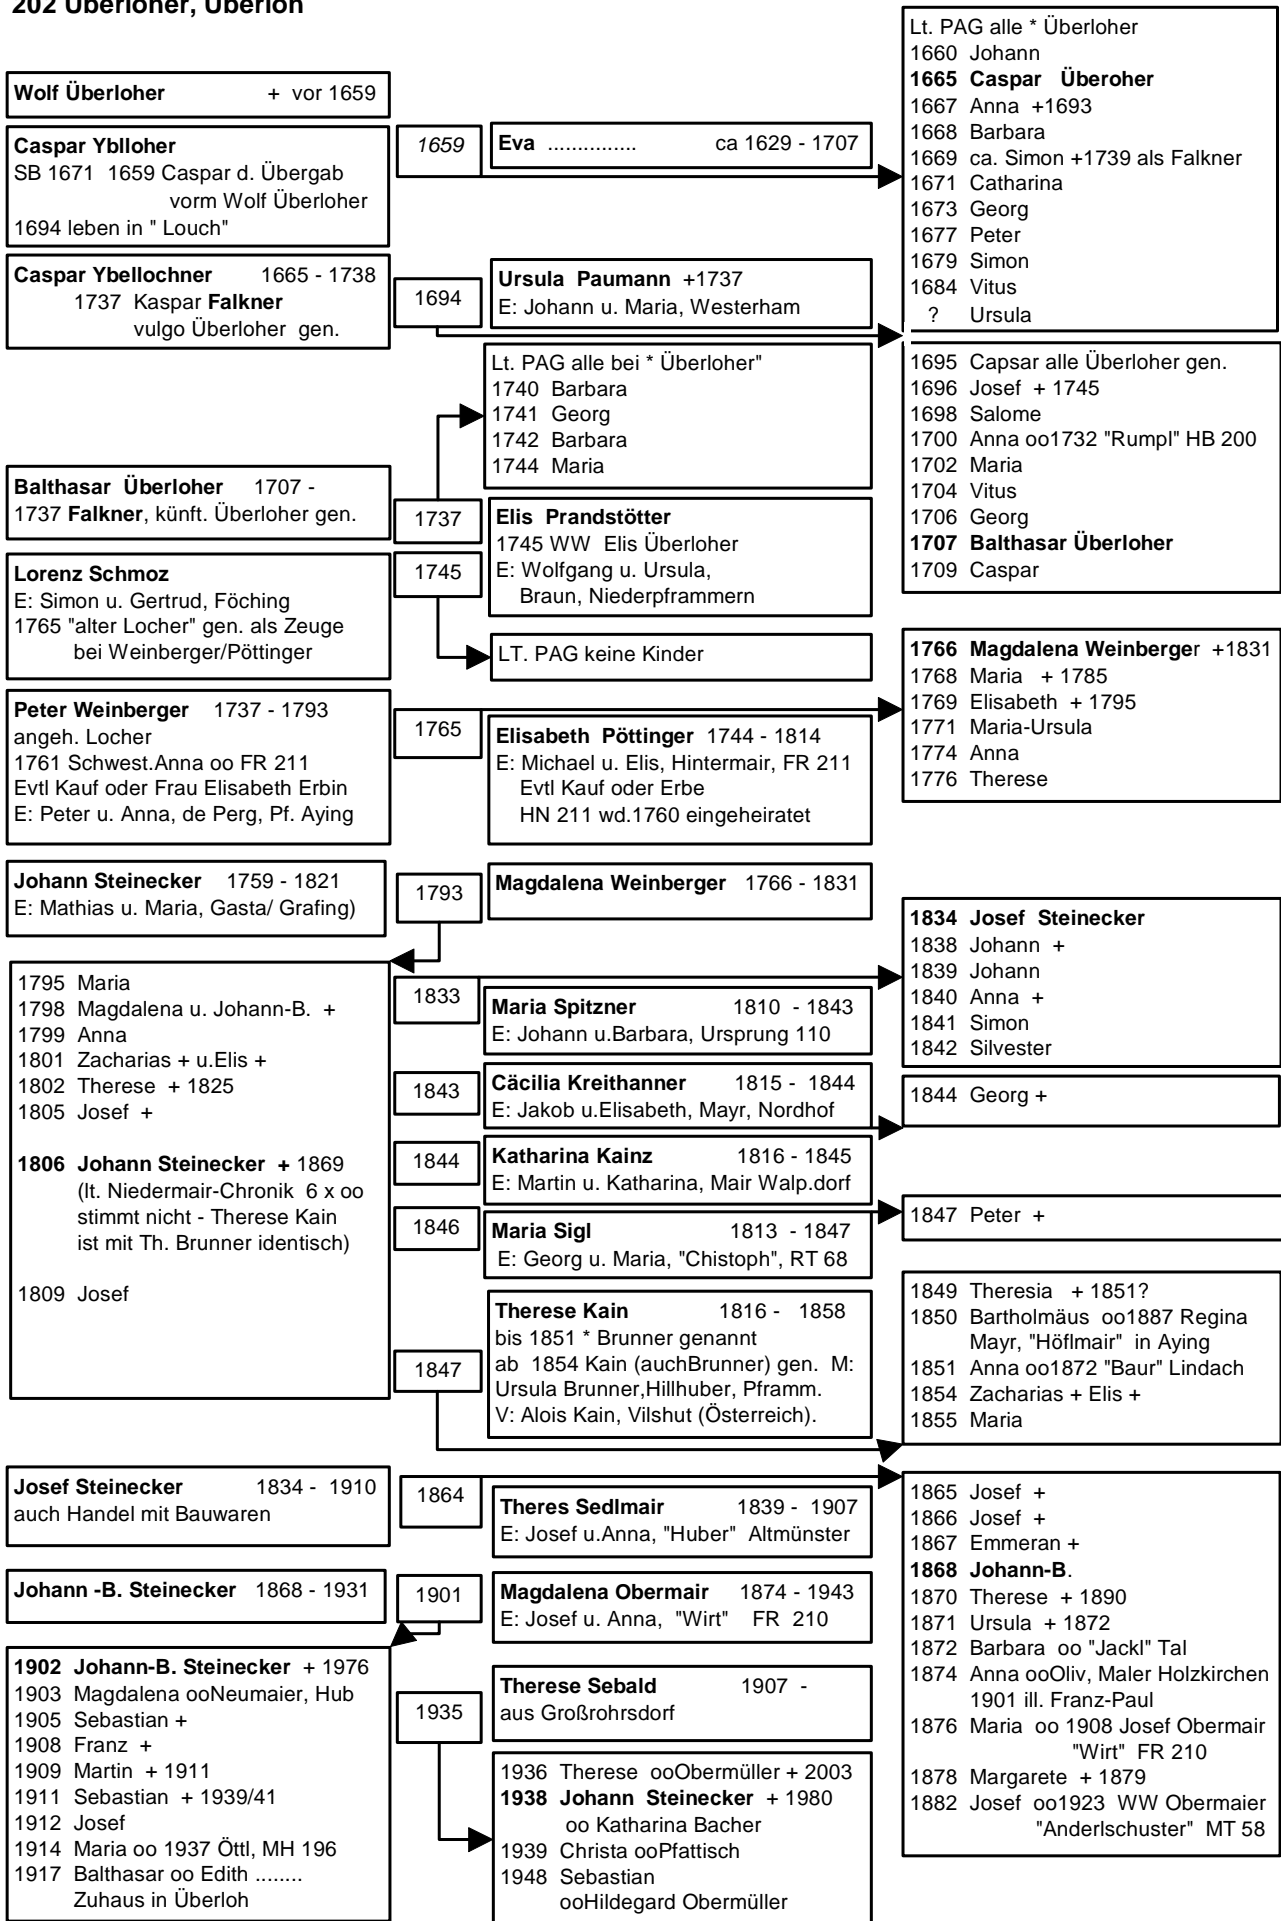 202 Überloher, Überloh
Wolf Überloher + vor 1659
Caspar Yblloher
SB 1671 1659 Caspar d. Übergab
vorm Wolf Überloher
1694 leben in " Louch"
1659
Eva ............... ca 1629 - 1707
Lt. PAG alle * Überloher
1660 Johann
1665 Caspar Überoher
1667 Anna +1693
1668 Barbara
1669 ca. Simon +1739 als Falkner
1671 Catharina
1673 Georg
1677 Peter
1679 Simon
1684 Vitus
? Ursula
Caspar Ybellochner 1665 - 1738
1737 Kaspar Falkner
vulgo Überloher gen.
1694
Ursula Paumann +1737
E: Johann u. Maria, Westerham
1695 Capsar alle Überloher gen.
1696 Josef + 1745
1698 Salome
1700 Anna oo1732 "Rumpl" HB 200
1702 Maria
1704 Vitus
1706 Georg
1707 Balthasar Überloher
1709 Caspar
Lt. PAG alle bei * Überloher"
1740 Barbara
1741 Georg
1742 Barbara
1744 Maria
Balthasar Überloher 1707 -
1737 Falkner, künft. Überloher gen.
1737
Elis Prandstötter
1745 WW Elis Überloher
E: Wolfgang u. Ursula,
Braun, Niederpframmern
Lorenz Schmoz
E: Simon u. Gertrud, Föching
1765 "alter Locher" gen. als Zeuge
bei Weinberger/Pöttinger
1745
LT. PAG keine Kinder
Peter Weinberger 1737 - 1793
angeh. Locher
1761 Schwest.Anna oo FR 211
Evtl Kauf oder Frau Elisabeth Erbin
E: Peter u. Anna, de Perg, Pf. Aying
1765
Elisabeth Pöttinger 1744 - 1814
E: Michael u. Elis, Hintermair, FR 211
Evtl Kauf oder Erbe
HN 211 wd.1760 eingeheiratet
1766 Magdalena Weinberger +1831
1768 Maria + 1785
1769 Elisabeth + 1795
1771 Maria-Ursula
1774 Anna
1776 Therese
Johann Steinecker 1759 - 1821
E: Mathias u. Maria, Gasta/ Grafing)
1793
Magdalena Weinberger 1766 - 1831
1795 Maria
1798 Magdalena u. Johann-B. +
1799 Anna
1801 Zacharias + u.Elis +
1802 Therese + 1825
1805 Josef +
1806 Johann Steinecker + 1869
(lt. Niedermair-Chronik 6 x oo
stimmt nicht - Therese Kain
ist mit Th. Brunner identisch)
1809 Josef
1833
Maria Spitzner 1810 - 1843
E: Johann u.Barbara, Ursprung 110
1834 Josef Steinecker
1838 Johann +
1839 Johann
1840 Anna +
1841 Simon
1842 Silvester
1843
Cäcilia Kreithanner 1815 - 1844
E: Jakob u.Elisabeth, Mayr, Nordhof
1844 Georg +
1844
Katharina Kainz 1816 - 1845
E: Martin u. Katharina, Mair Walp.dorf
1846
Maria Sigl 1813 - 1847
E: Georg u. Maria, "Chistoph", RT 68
1847 Peter +
1847
Therese Kain 1816 - 1858
bis 1851 * Brunner genannt
ab 1854 Kain (auchBrunner) gen. M:
Ursula Brunner,Hillhuber, Pframm.
V: Alois Kain, Vilshut (Österreich).
1849 Theresia + 1851?
1850 Bartholmäus oo1887 Regina
Mayr, "Höflmair" in Aying
1851 Anna oo1872 "Baur" Lindach
1854 Zacharias + Elis +
1855 Maria
Josef Steinecker 1834 - 1910
auch Handel mit Bauwaren
1864
Theres Sedlmair 1839 - 1907
E: Josef u.Anna, "Huber" Altmünster
1865 Josef +
1866 Josef +
1867 Emmeran +
1868 Johann-B.
1870 Therese + 1890
1871 Ursula + 1872
1872 Barbara oo "Jackl" Tal
1874 Anna ooOliv, Maler Holzkirchen
1901 ill. Franz-Paul
1876 Maria oo 1908 Josef Obermair
"Wirt" FR 210
1878 Margarete + 1879
1882 Josef oo1923 WW Obermaier
"Anderlschuster" MT 58
Johann -B. Steinecker 1868 - 1931
1901
Magdalena Obermair 1874 - 1943
E: Josef u. Anna, "Wirt" FR 210
1902 Johann-B. Steinecker + 1976
1903 Magdalena ooNeumaier, Hub
1905 Sebastian +
1908 Franz +
1909 Martin + 1911
1911 Sebastian + 1939/41
1912 Josef
1914 Maria oo 1937 Öttl, MH 196
1917 Balthasar oo Edith ........
Zuhaus in Überloh
1935
Therese Sebald 1907 -
aus Großrohrsdorf
1936 Therese ooObermüller + 2003
1938 Johann Steinecker + 1980
oo Katharina Bacher
1939 Christa ooPfattisch
1948 Sebastian
ooHildegard Obermüller